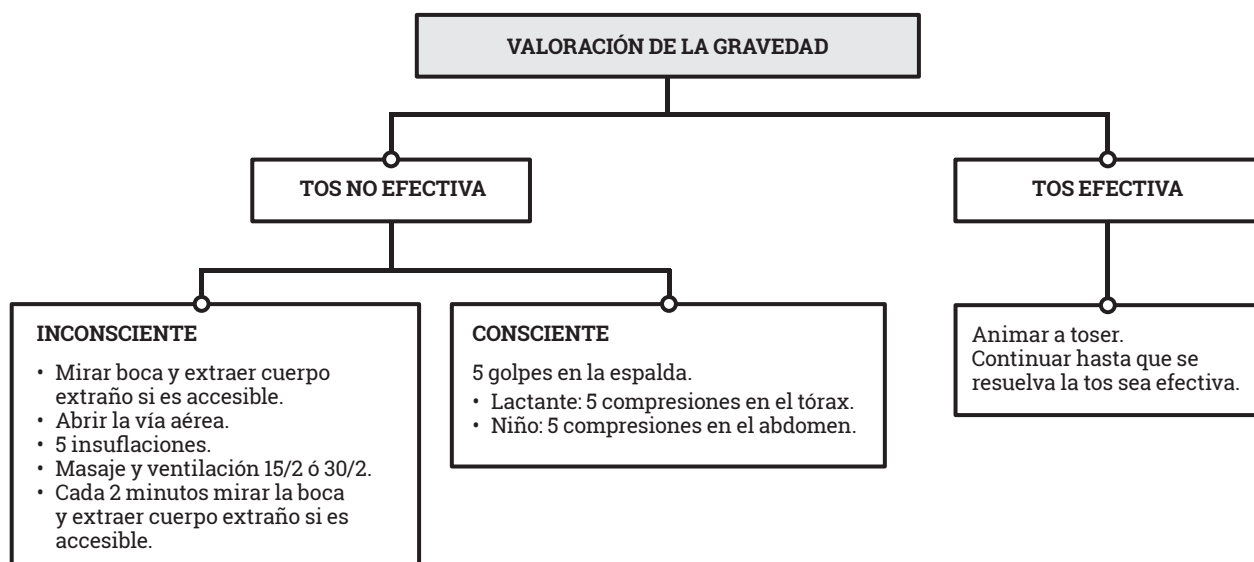 VALORACIÓN DE LA GRAVEDAD
TOS NO EFECTIVA
TOS EFECTIVA
INCONSCIENTE
• Mirar boca y extraer cuerpo
extraño si es accesible.
• Abrir la vía aérea.
• 5 insuflaciones.
• Masaje y ventilación 15/2 ó 30/2.
• Cada 2 minutos mirar la boca
y extraer cuerpo extraño si es
accesible.
CONSCIENTE
5 golpes en la espalda.
• Lactante: 5 compresiones en el tórax.
• Niño: 5 compresiones en el abdomen.
Animar a toser.
Continuar hasta que se
resuelva la tos sea efectiva.